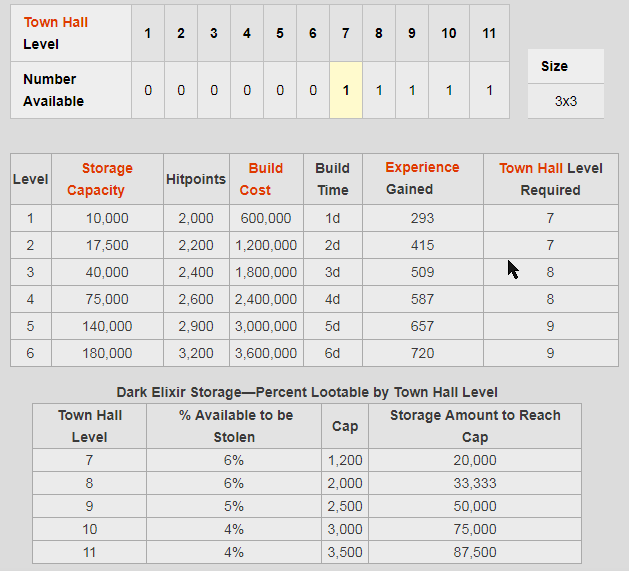 Town Hall Level 1 2 3 4 5 6 7 8 9 10 11
Number Available 0 0 0 0 0 0 1 1 1 1 1
Size
3x3
Level Storage Capacity Hitpoints Build Cost Build Time Experience Gained Town Hall Level Required
1 10,000 2,000 600,000 1d 293 7
2 17,500 2,200 1,200,000 2d 415 7
3 40,000 2,400 1,800,000 3d 509 8
4 75,000 2,600 2,400,000 4d 587 8
5 140,000 2,900 3,000,000 5d 657 9
6 180,000 3,200 3,600,000 6d 720 9
Dark Elixir Storage—Percent Lootable by Town Hall Level
Town Hall Level % Available to be Stolen Cap Storage Amount to Reach Cap
7 6% 1,200 20,000
8 6% 2,000 33,333
9 5% 2,500 50,000
10 4% 3,000 75,000
11 4% 3,500 87,500